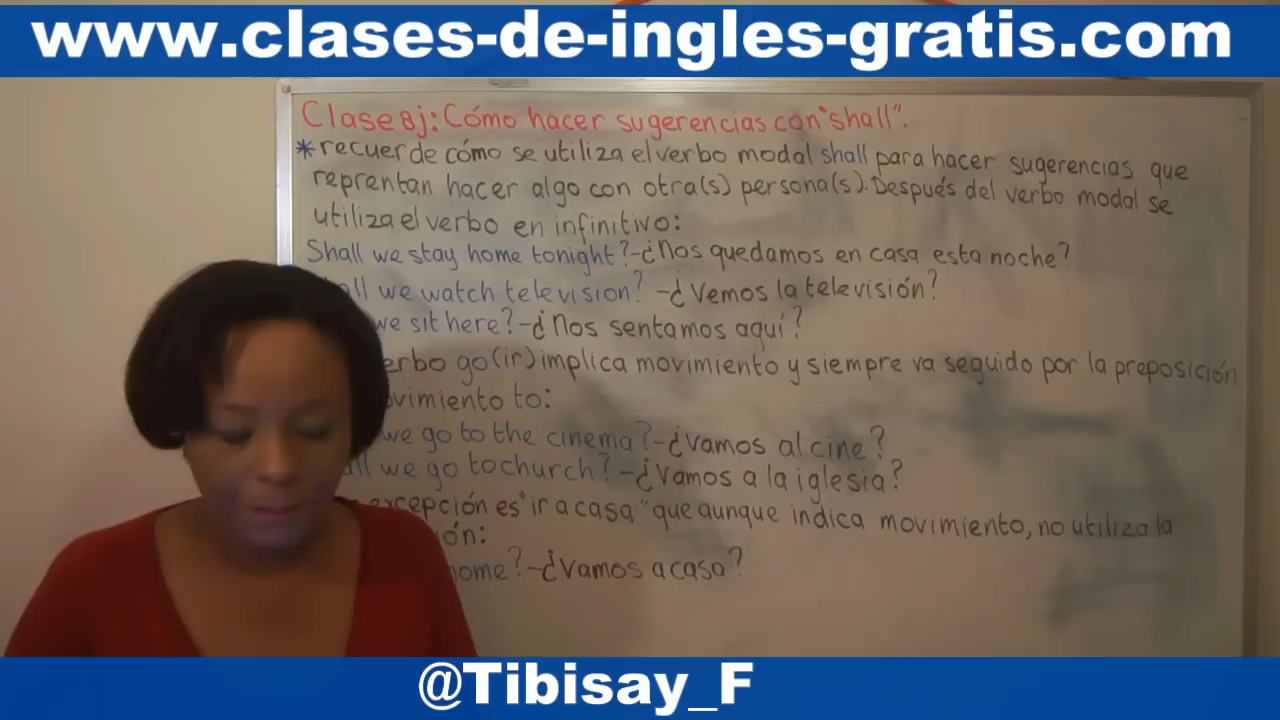 www.clases-de-ingles-gratis.com
Clase 8j: Cómo hacer sugerencias con "shall".
*recuerde cómo se utiliza el verbo modal shall para hacer sugerencias que
reprentan hacer algo con otra(s) persona(s). Después del verbo modal se
utiliza el verbo en infinitivo:
Shall we stay home tonight?-¿Nos quedamos en casa esta noche?
we watch television? -¿Vemos la televisión?
we sit here?-¿Nos sentamos aquí?
go(ir) implica movimiento y siempre va seguido por la preposición
to:
we go to the cinema?-¿vamos al cine?
we go to church?-¿Vamos a la iglesia?
excepción es "ir a casa" que aunque indica movimiento, no utiliza la
home?-¿Vamos a casa?
@Tibisay_F